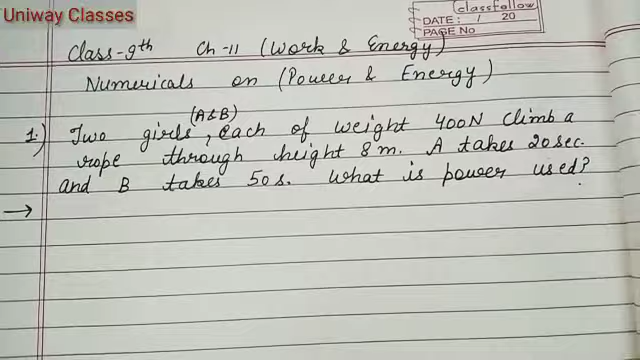 Uniway Classes
classfollow
DATE: / 20
PAGE No
Class-9th Ch-11 (Work & Energy)
Numericals on (Power & Energy)
(A&B)
1.) Two girls, each of weight 400N climb a
rope through height 8m. A takes 20sec.
and B takes 50s. What is power used?
→